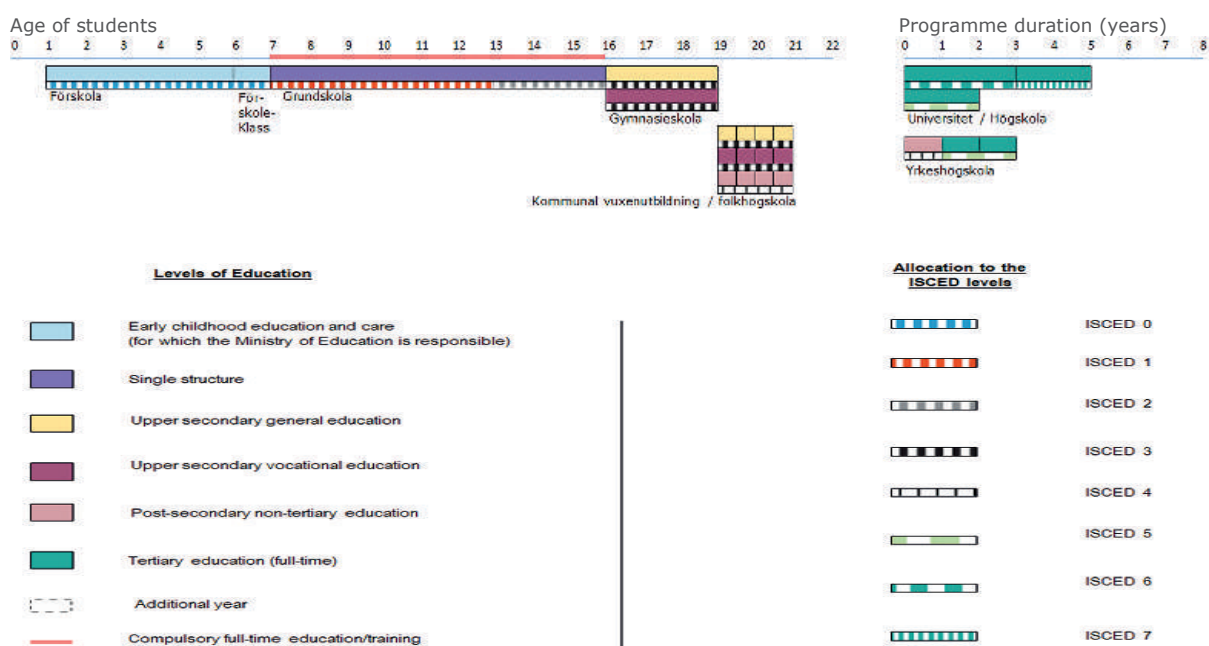 Age of students
Programme duration (years)
0 1 2 3 4 5 6 7 8 9 10 11 12 13 14 15 16 17 18 19 20 21 22
0 1 2 3 4 5 6 7 8
Förskola
För-
skole-
Klass
Grundskola
Gymnasieskola
Kommunal vuxenutbildning / folkhögskola
Universitet / Högskola
Yrkeshögskola
Levels of Education
Early childhood education and care
(for which the Ministry of Education is responsible)
Single structure
Upper secondary general education
Upper secondary vocational education
Post-secondary non-tertiary education
Tertiary education (full-time)
Additional year
Compulsory full-time education/training
Allocation to the
ISCED levels
ISCED 0
ISCED 1
ISCED 2
ISCED 3
ISCED 4
ISCED 5
ISCED 6
ISCED 7